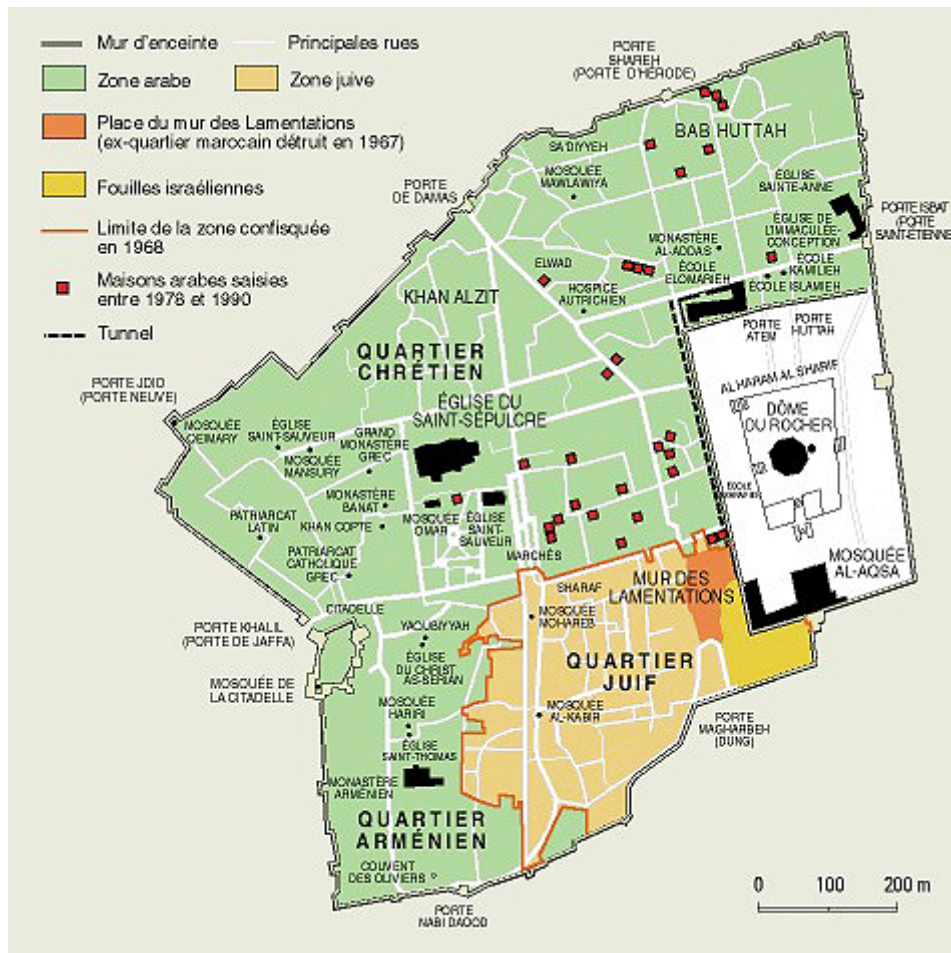 Mur d'enceinte
Principales rues
Zone arabe
Zone juive
Place du mur des Lamentations
(ex-quartier marocain détruit en 1967)
Fouilles israéliennes
Limite de la zone confisquée
en 1968
Maisons arabes saisies
entre 1978 et 1990
Tunnel
PORTE
SHAREH
(PORTE D'HÉRODE)
BAB HUTTAH
SA'DIYYEH
MOSQUÉE
MAWLAWIYA
ÉGLISE
SAINTE-ANNE
PORTE
DE DAMAS
PORTE ISBAT
(PORTE
SAINT-ÉTIENNE)
ÉGLISE DE
L'IMMACULÉE-
CONCEPTION
MONASTÈRE
AL-ADDAS
ÉCOLE
KAMILIEH
ELWAD
ÉCOLE
ELOMARIEH
ÉCOLE ISLAMIEH
HOSPICE
AUTRICHIEN
KHAN ALZIT
PORTE
ATEM
PORTE
HUTTAH
QUARTIER
CHRÉTIEN
AL HARAM AL SHARIF
PORTE JDID
(PORTE NEUVE)
ÉGLISE DU
SAINT-SÉPULCRE
DÔME
DU ROCHER
MOSQUÉE
DEIMARY
ÉGLISE
SAINT-SAUVEUR
GRAND
MONASTÈRE
GREC
MOSQUÉE
MANSURY
ÉCOLE
MONASTÈRE
BANAT
PATRIARCAT
LATIN
KHAN COPTE
MOSQUÉE
OMAR
ÉGLISE
SAINT-
SAUVEUR
MARCHÉS
PATRIARCAT
CATHOLIQUE
GREC
MOSQUÉE
AL-AQSA
SHARAF
MUR DES
LAMENTATIONS
CITADELLE
MOSQUÉE
MOHAREB
PORTE KHALIL
(PORTE DE JAFFA)
YAOUBIYYAH
ÉGLISE
DU CHRIST
AS-SERIAN
QUARTIER
JUIF
MOSQUÉE DE
LA CITADELLE
MOSQUÉE
HARIRI
MOSQUÉE
AL-KABIR
PORTE
MAGHARBEH
(DUNG)
ÉGLISE
SAINT-THOMAS
MONASTÈRE
ARMÉNIEN
QUARTIER
ARMÉNIEN
COUVENT
DES OLIVIERS
0 100 200 m
PORTE
NABI DAOOD